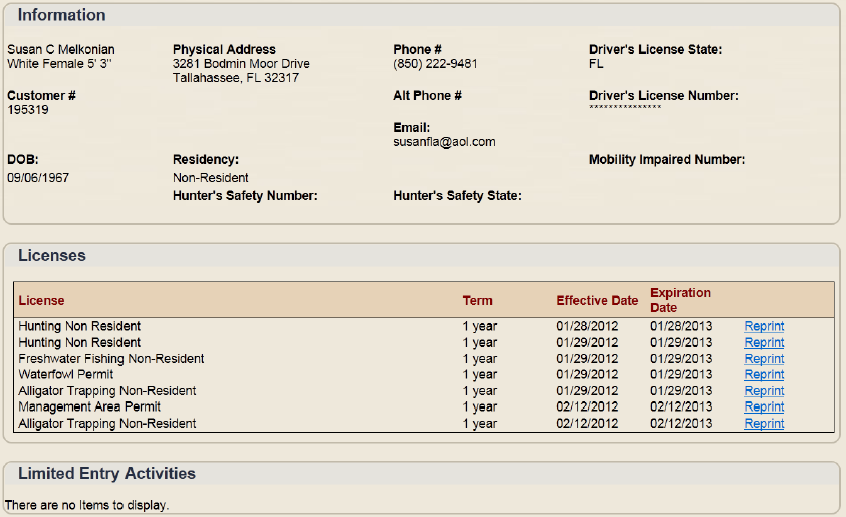 Information
Susan C Melkonian
White Female 5' 3"
Physical Address
3281 Bodmin Moor Drive
Tallahassee, FL 32317
Phone #
(850) 222-9481
Driver's License State:
FL
Customer #
195319
Alt Phone #
Driver's License Number:
***************
Email:
susanfla@aol.com
DOB:
09/06/1967
Residency:
Non-Resident
Mobility Impaired Number:
Hunter's Safety Number:
Hunter's Safety State:
Licenses
License Term Effective Date Expiration Date
Hunting Non Resident 1 year 01/28/2012 01/28/2013 Reprint
Hunting Non Resident 1 year 01/29/2012 01/29/2013 Reprint
Freshwater Fishing Non-Resident 1 year 01/29/2012 01/29/2013 Reprint
Waterfowl Permit 1 year 01/29/2012 01/29/2013 Reprint
Alligator Trapping Non-Resident 1 year 01/29/2012 01/29/2013 Reprint
Management Area Permit 1 year 02/12/2012 02/12/2013 Reprint
Alligator Trapping Non-Resident 1 year 02/12/2012 02/12/2013 Reprint
Limited Entry Activities
There are no Items to display.